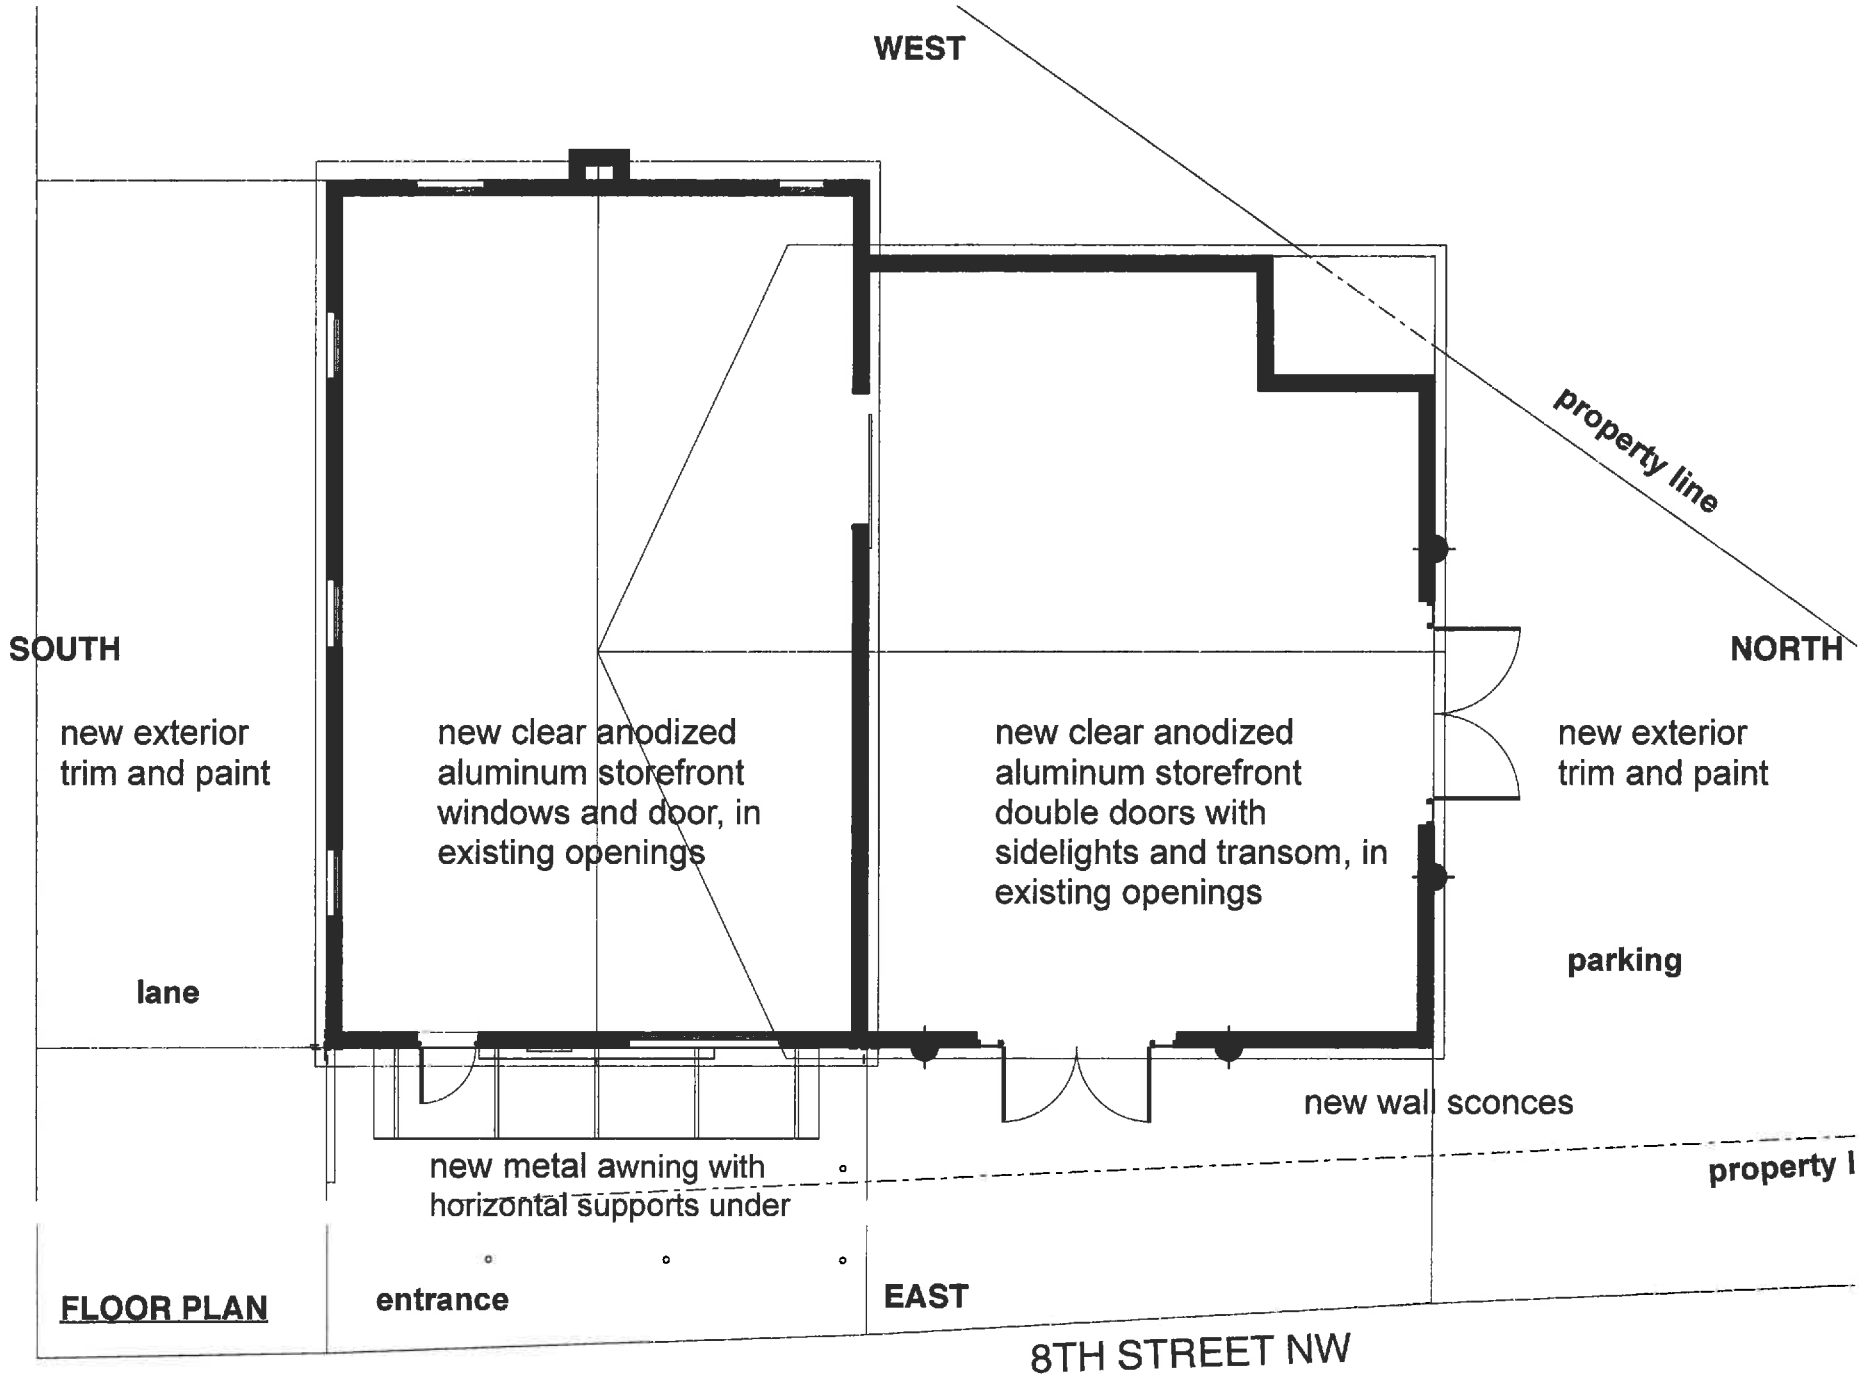 WEST
property line
SOUTH
NORTH
new exterior
trim and paint
new clear anodized
aluminum storefront
windows and door, in
existing openings
new clear anodized
aluminum storefront
double doors with
sidelights and transom, in
existing openings
new exterior
trim and paint
parking
lane
new wall sconces
new metal awning with
horizontal supports under
property l
FLOOR PLAN
entrance
EAST
8TH STREET NW